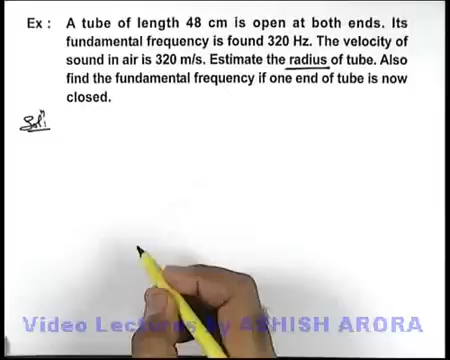 Ex : A tube of length 48 cm is open at both ends. Its
fundamental frequency is found 320 Hz. The velocity of
sound in air is 320 m/s. Estimate the radius of tube. Also
find the fundamental frequency if one end of tube is now
closed.
Solⁿ:
Video Lectures by ASHISH ARORA